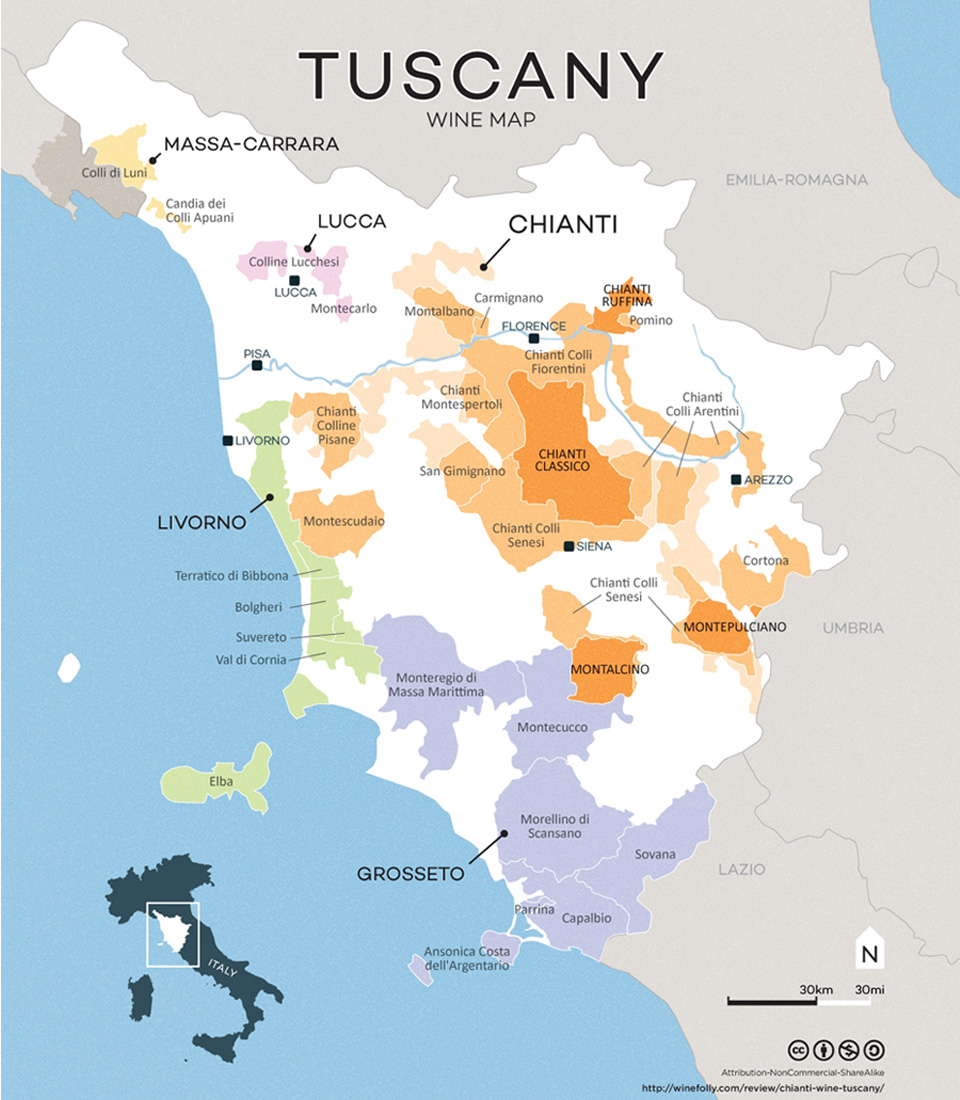 TUSCANY
WINE MAP
MASSA-CARRARA
Colli di Luni
EMILIA-ROMAGNA
Candia dei
Colli Apuani
LUCCA
CHIANTI
Colline Lucchesi
LUCCA
CHIANTI
RUFFINA
Montecarlo
Montalbano
Carmignano
Pomino
FLORENCE
PISA
Chianti Colli
Fiorentini
Chianti
Montespertoli
Chianti
Colli Arentini
Chianti
Colline
Pisane
LIVORNO
CHIANTI
CLASSICO
San Gimignano
AREZZO
LIVORNO
Montescudaio
Chianti Colli
Senesi
SIENA
Cortona
Terratico di Bibbona
Chianti Colli
Senesi
Bolgheri
MONTEPULCIANO
UMBRIA
Suvereto
Val di Cornia
MONTALCINO
Monteregio di
Massa Marittima
Montecucco
Elba
Morellino di
Scansano
Sovana
GROSSETO
LAZIO
Parrina
Capalbio
Ansonica Costa
dell'Argentario
ITALY
N
30km 30mi
cc
Attribution-NonCommercial-ShareAlike
http://winefolly.com/review/chianti-wine-tuscany/